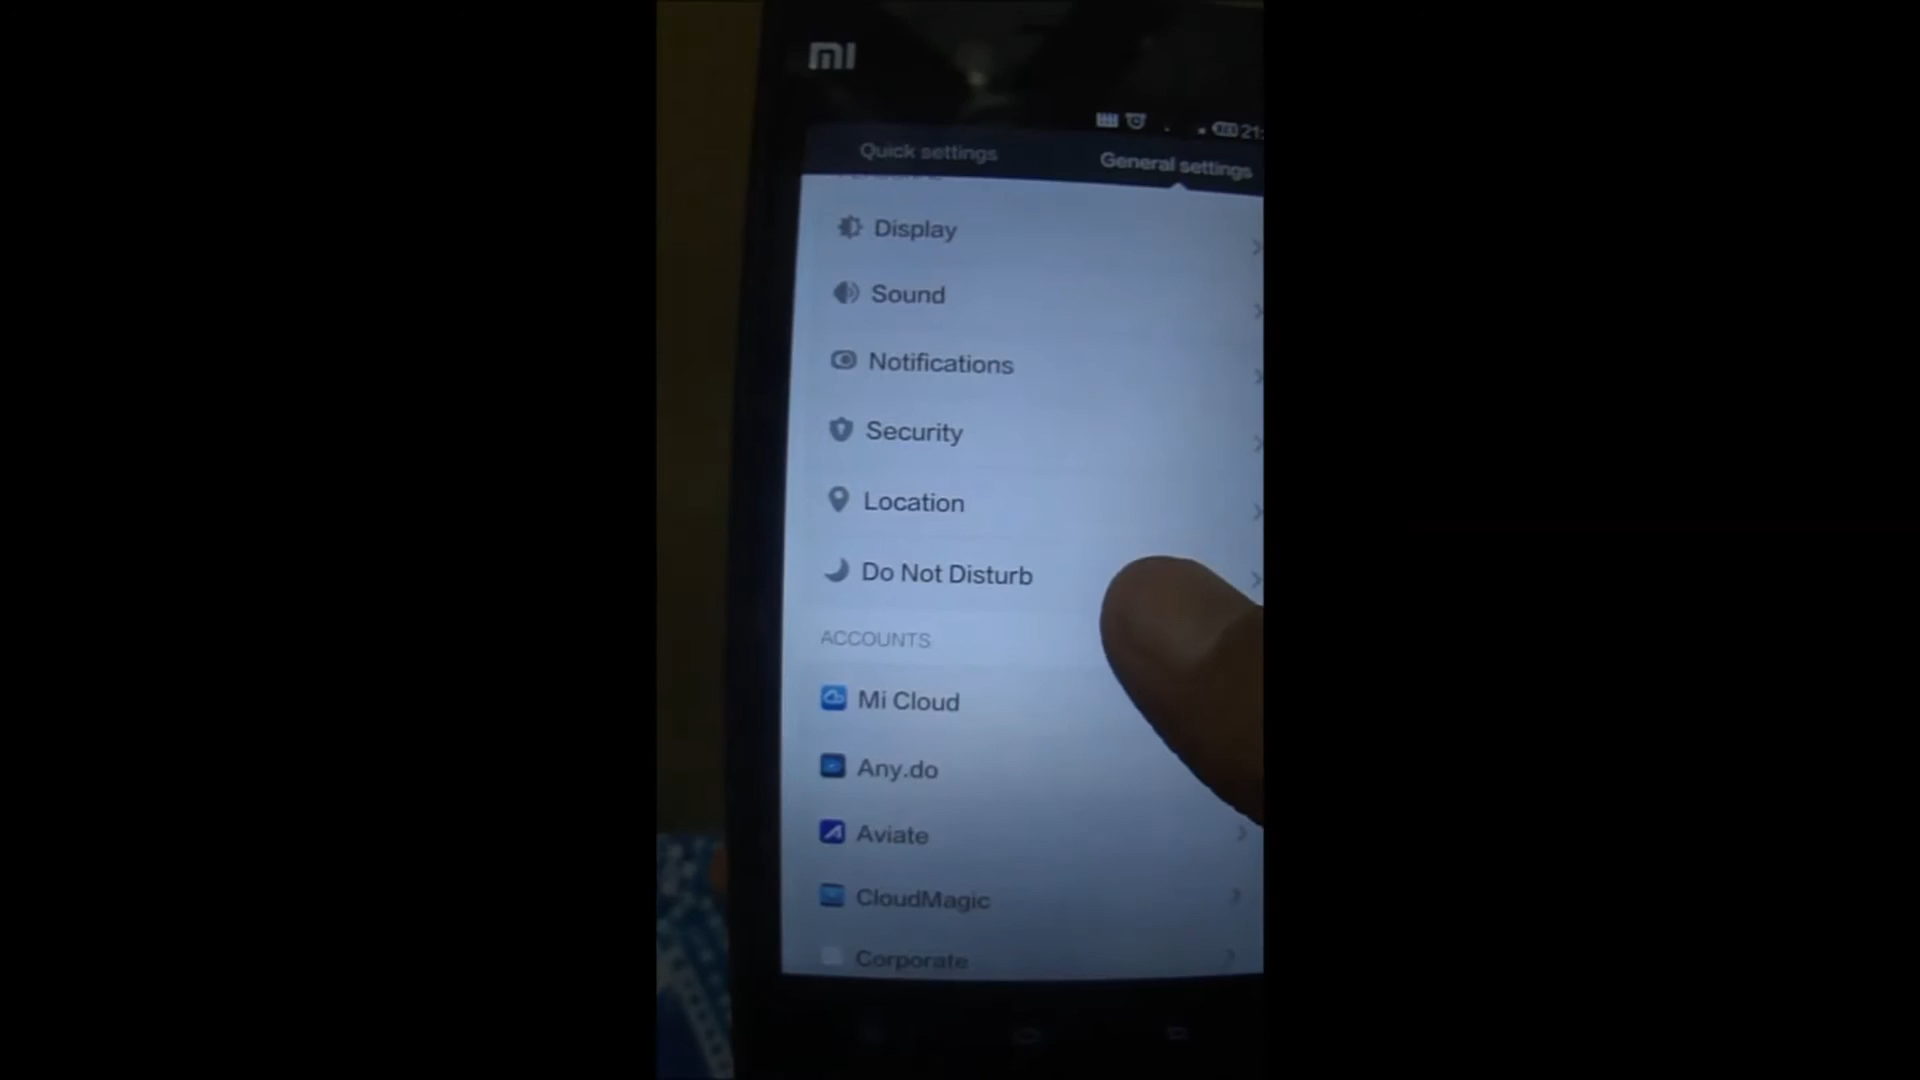 mi
21:
Quick settings
General settings
Display
Sound
Notifications
Security
Location
Do Not Disturb
ACCOUNTS
Mi Cloud
Any.do
Aviate
CloudMagic
Corporate